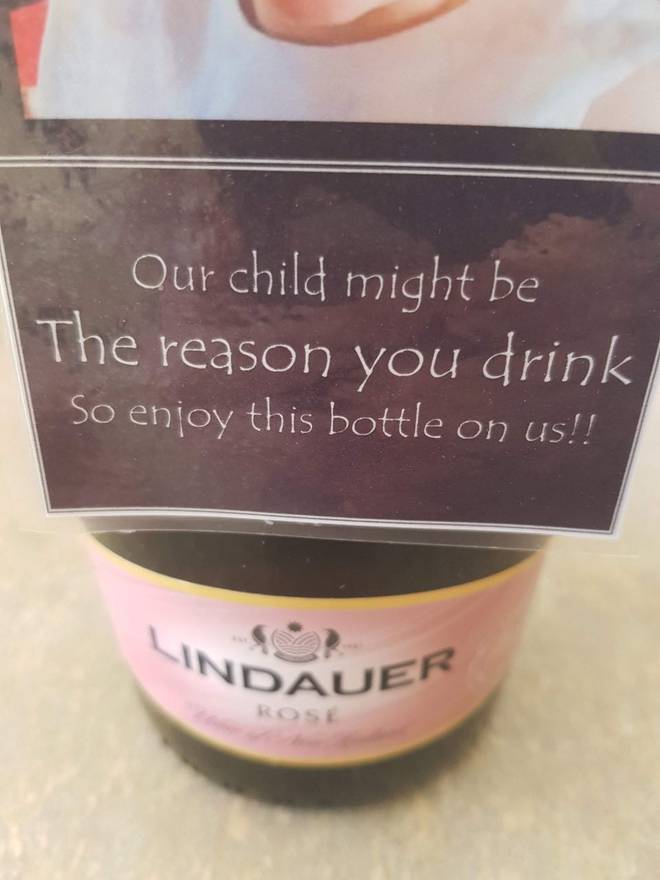 Our child might be
The reason you drink
So enjoy this bottle on us!!
LINDAUER
ROSÉ